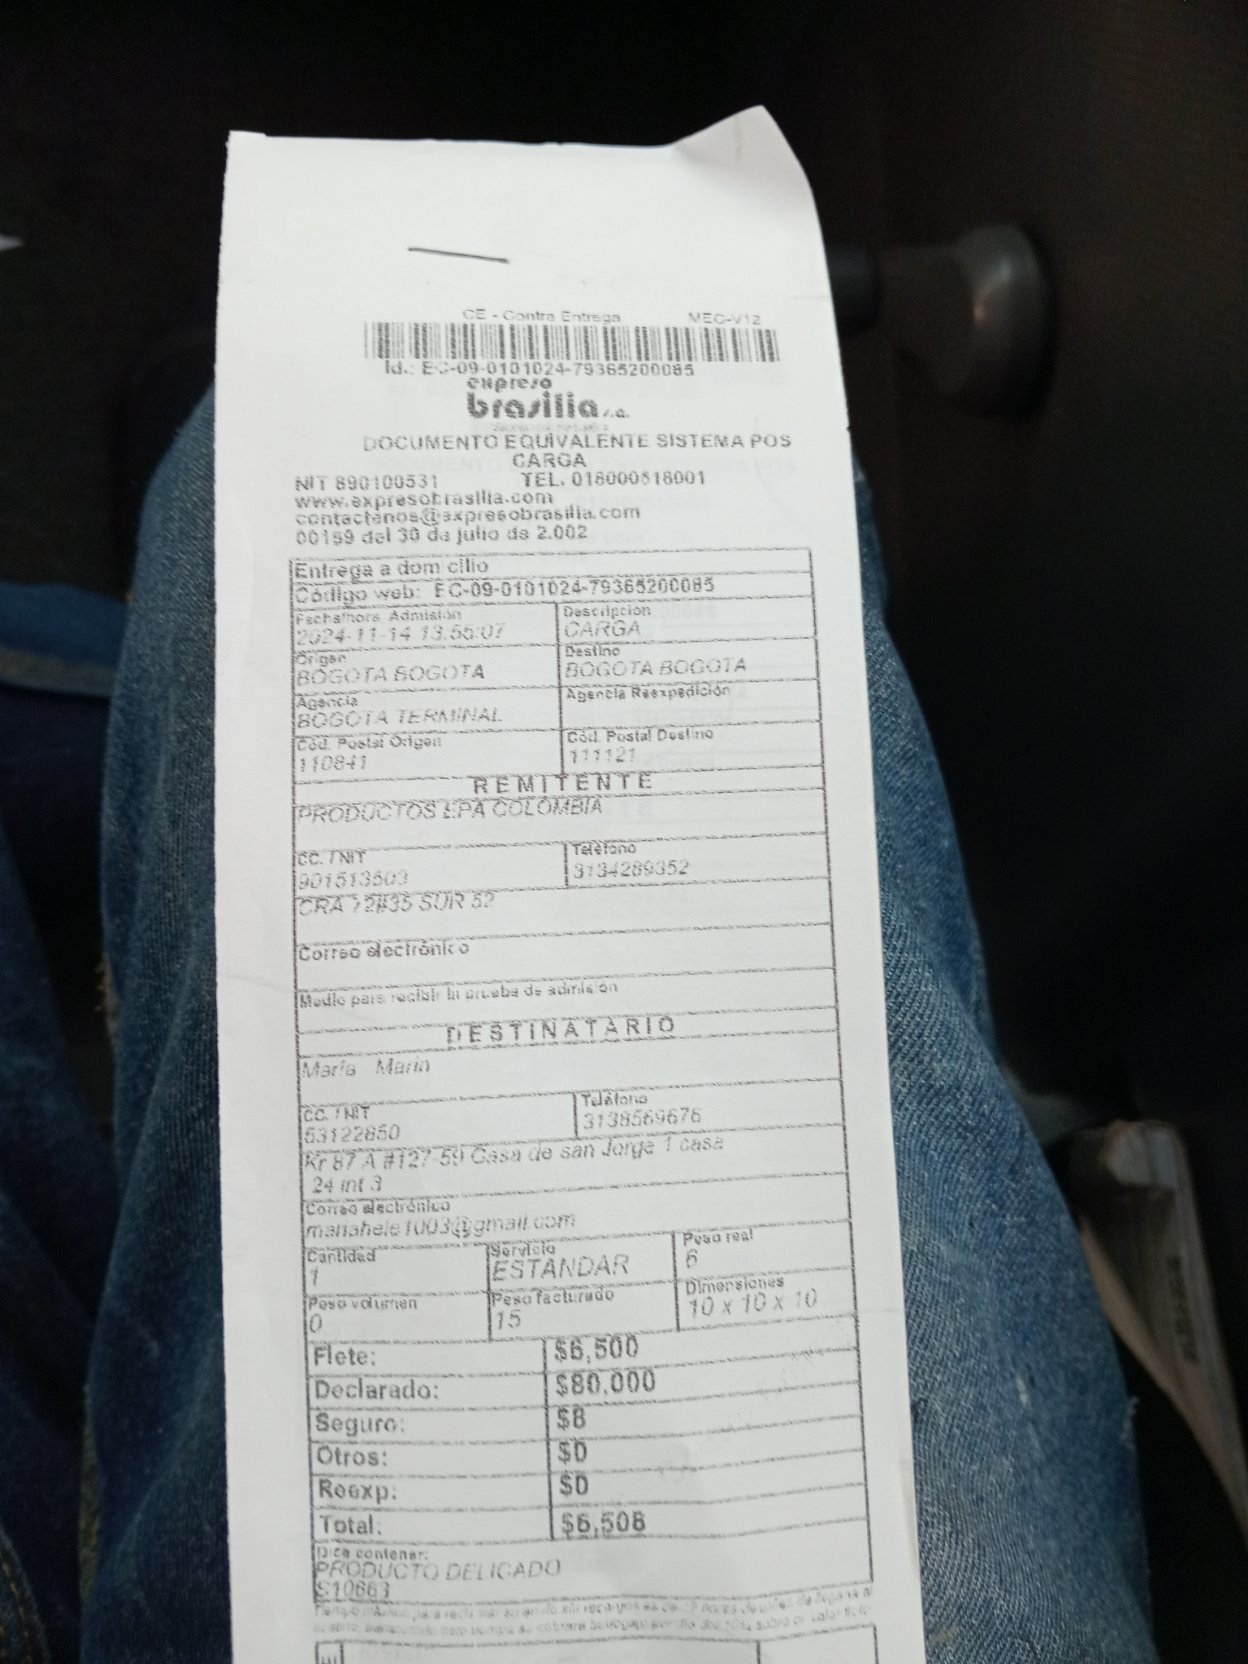 CE - Contra Entrega MEC-V12
Id.: EC-09-0101024-79365200085
expreso
brasilia s.a.
DOCUMENTO EQUIVALENTE SISTEMA POS
CARGA
NIT 890100531 TEL. 018000518001
www.expresobrasilia.com
contactenos@expresobrasilia.com
00159 del 30 de julio de 2.002
Entrega a domicilio
Código web: EC-09-0101024-79365200085
Fecha/hora Admisión Descripcion
2024-11-14 13:55:07 CARGA
Origen Destino
BOGOTA BOGOTA BOGOTA BOGOTA
Agencia Agencia Reexpedición
BOGOTA TERMINAL
Cód. Postal Origen Cód. Postal Destino
110841 111121
REMITENTE
PRODUCTOS EPA COLOMBIA
CC. / NIT Teléfono
901513503 3134289352
CRA 72#35 SUR 52
Correo electrónico
Medio para recibir la prueba de admisión
DESTINATARIO
Maria Marin
CC. / NIT Teléfono
53122850 3138569676
Kr 87 A #127-59 Casa de san Jorge 1 casa
24 int 3
Correo electrónico
mariahele1003@gmail.com
Cantidad Servicio Peso real
1 ESTANDAR 6
Peso volumen Peso facturado Dimensiones
0 15 10 x 10 x 10
Flete: $6,500
Declarado: $80,000
Seguro: $8
Otros: $0
Reexp: $0
Total: $6,508
Dice contener:
PRODUCTO DELICADO
S10663